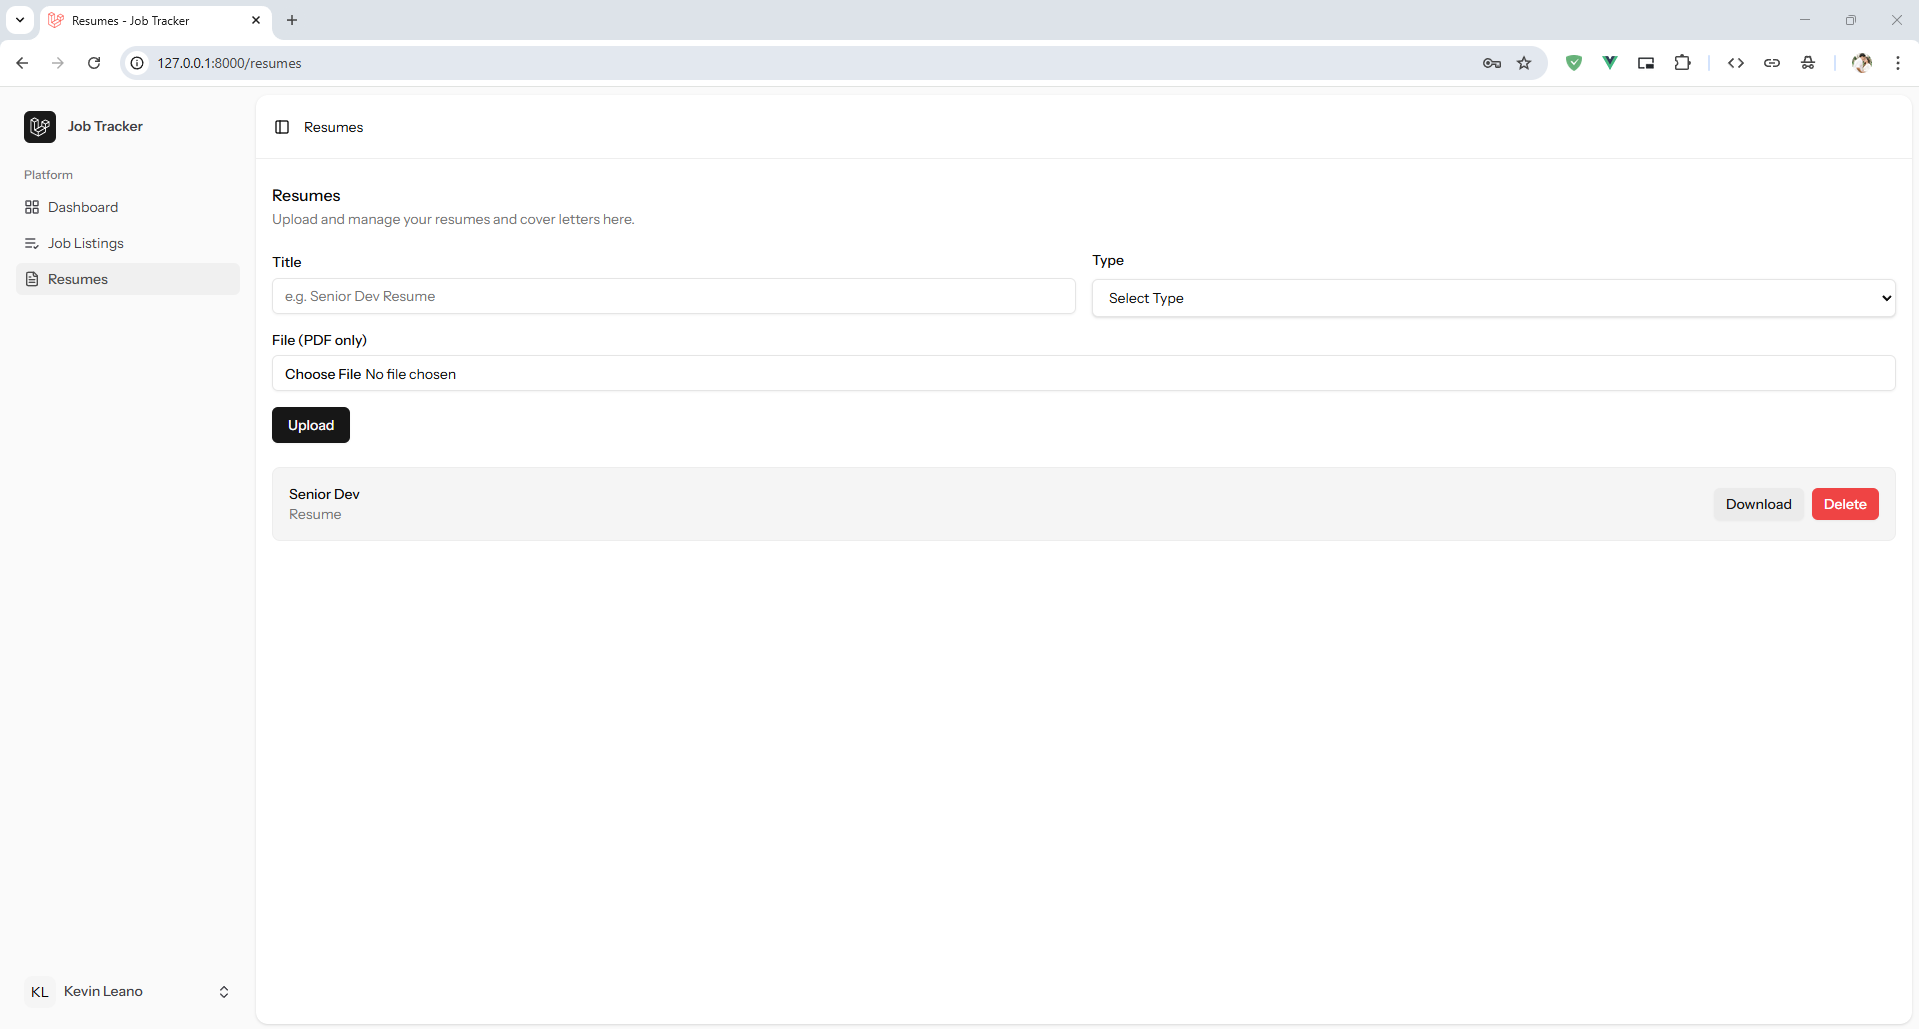 Resumes - Job Tracker
127.0.0.1:8000/resumes
Job Tracker
Platform
Dashboard
Job Listings
Resumes
KL Kevin Leano
Resumes
Resumes
Upload and manage your resumes and cover letters here.
Title
e.g. Senior Dev Resume
Type
Select Type
File (PDF only)
Choose File No file chosen
Upload
Senior Dev
Resume
Download Delete